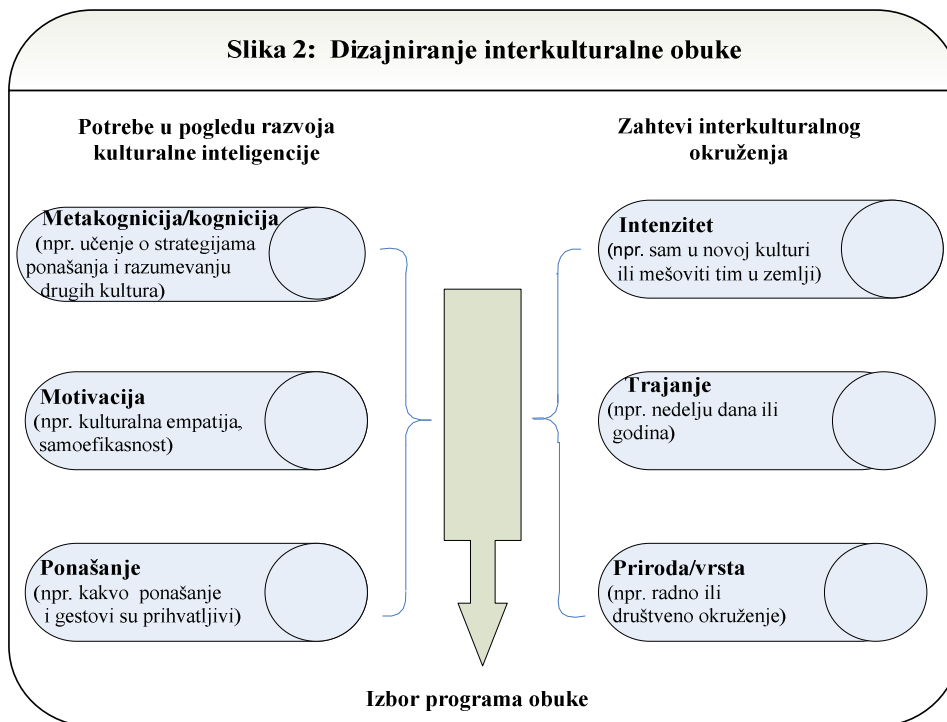 Slika 2: Dizajniranje interkulturalne obuke
Potrebe u pogledu razvoja
kulturalne inteligencije
Metakognicija/kognicija
(npr. učenje o strategijama
ponašanja i razumevanju
drugih kultura)
Motivacija
(npr. kulturalna empatija,
samoefikasnost)
Ponašanje
(npr. kakvo ponašanje
i gestovi su prihvatljivi)
Zahtevi interkulturalnog
okruženja
Intenzitet
(npr. sam u novoj kulturi
ili mešoviti tim u zemlji)
Trajanje
(npr. nedelju dana ili
godina)
Priroda/vrsta
(npr. radno ili
društveno okruženje)
Izbor programa obuke